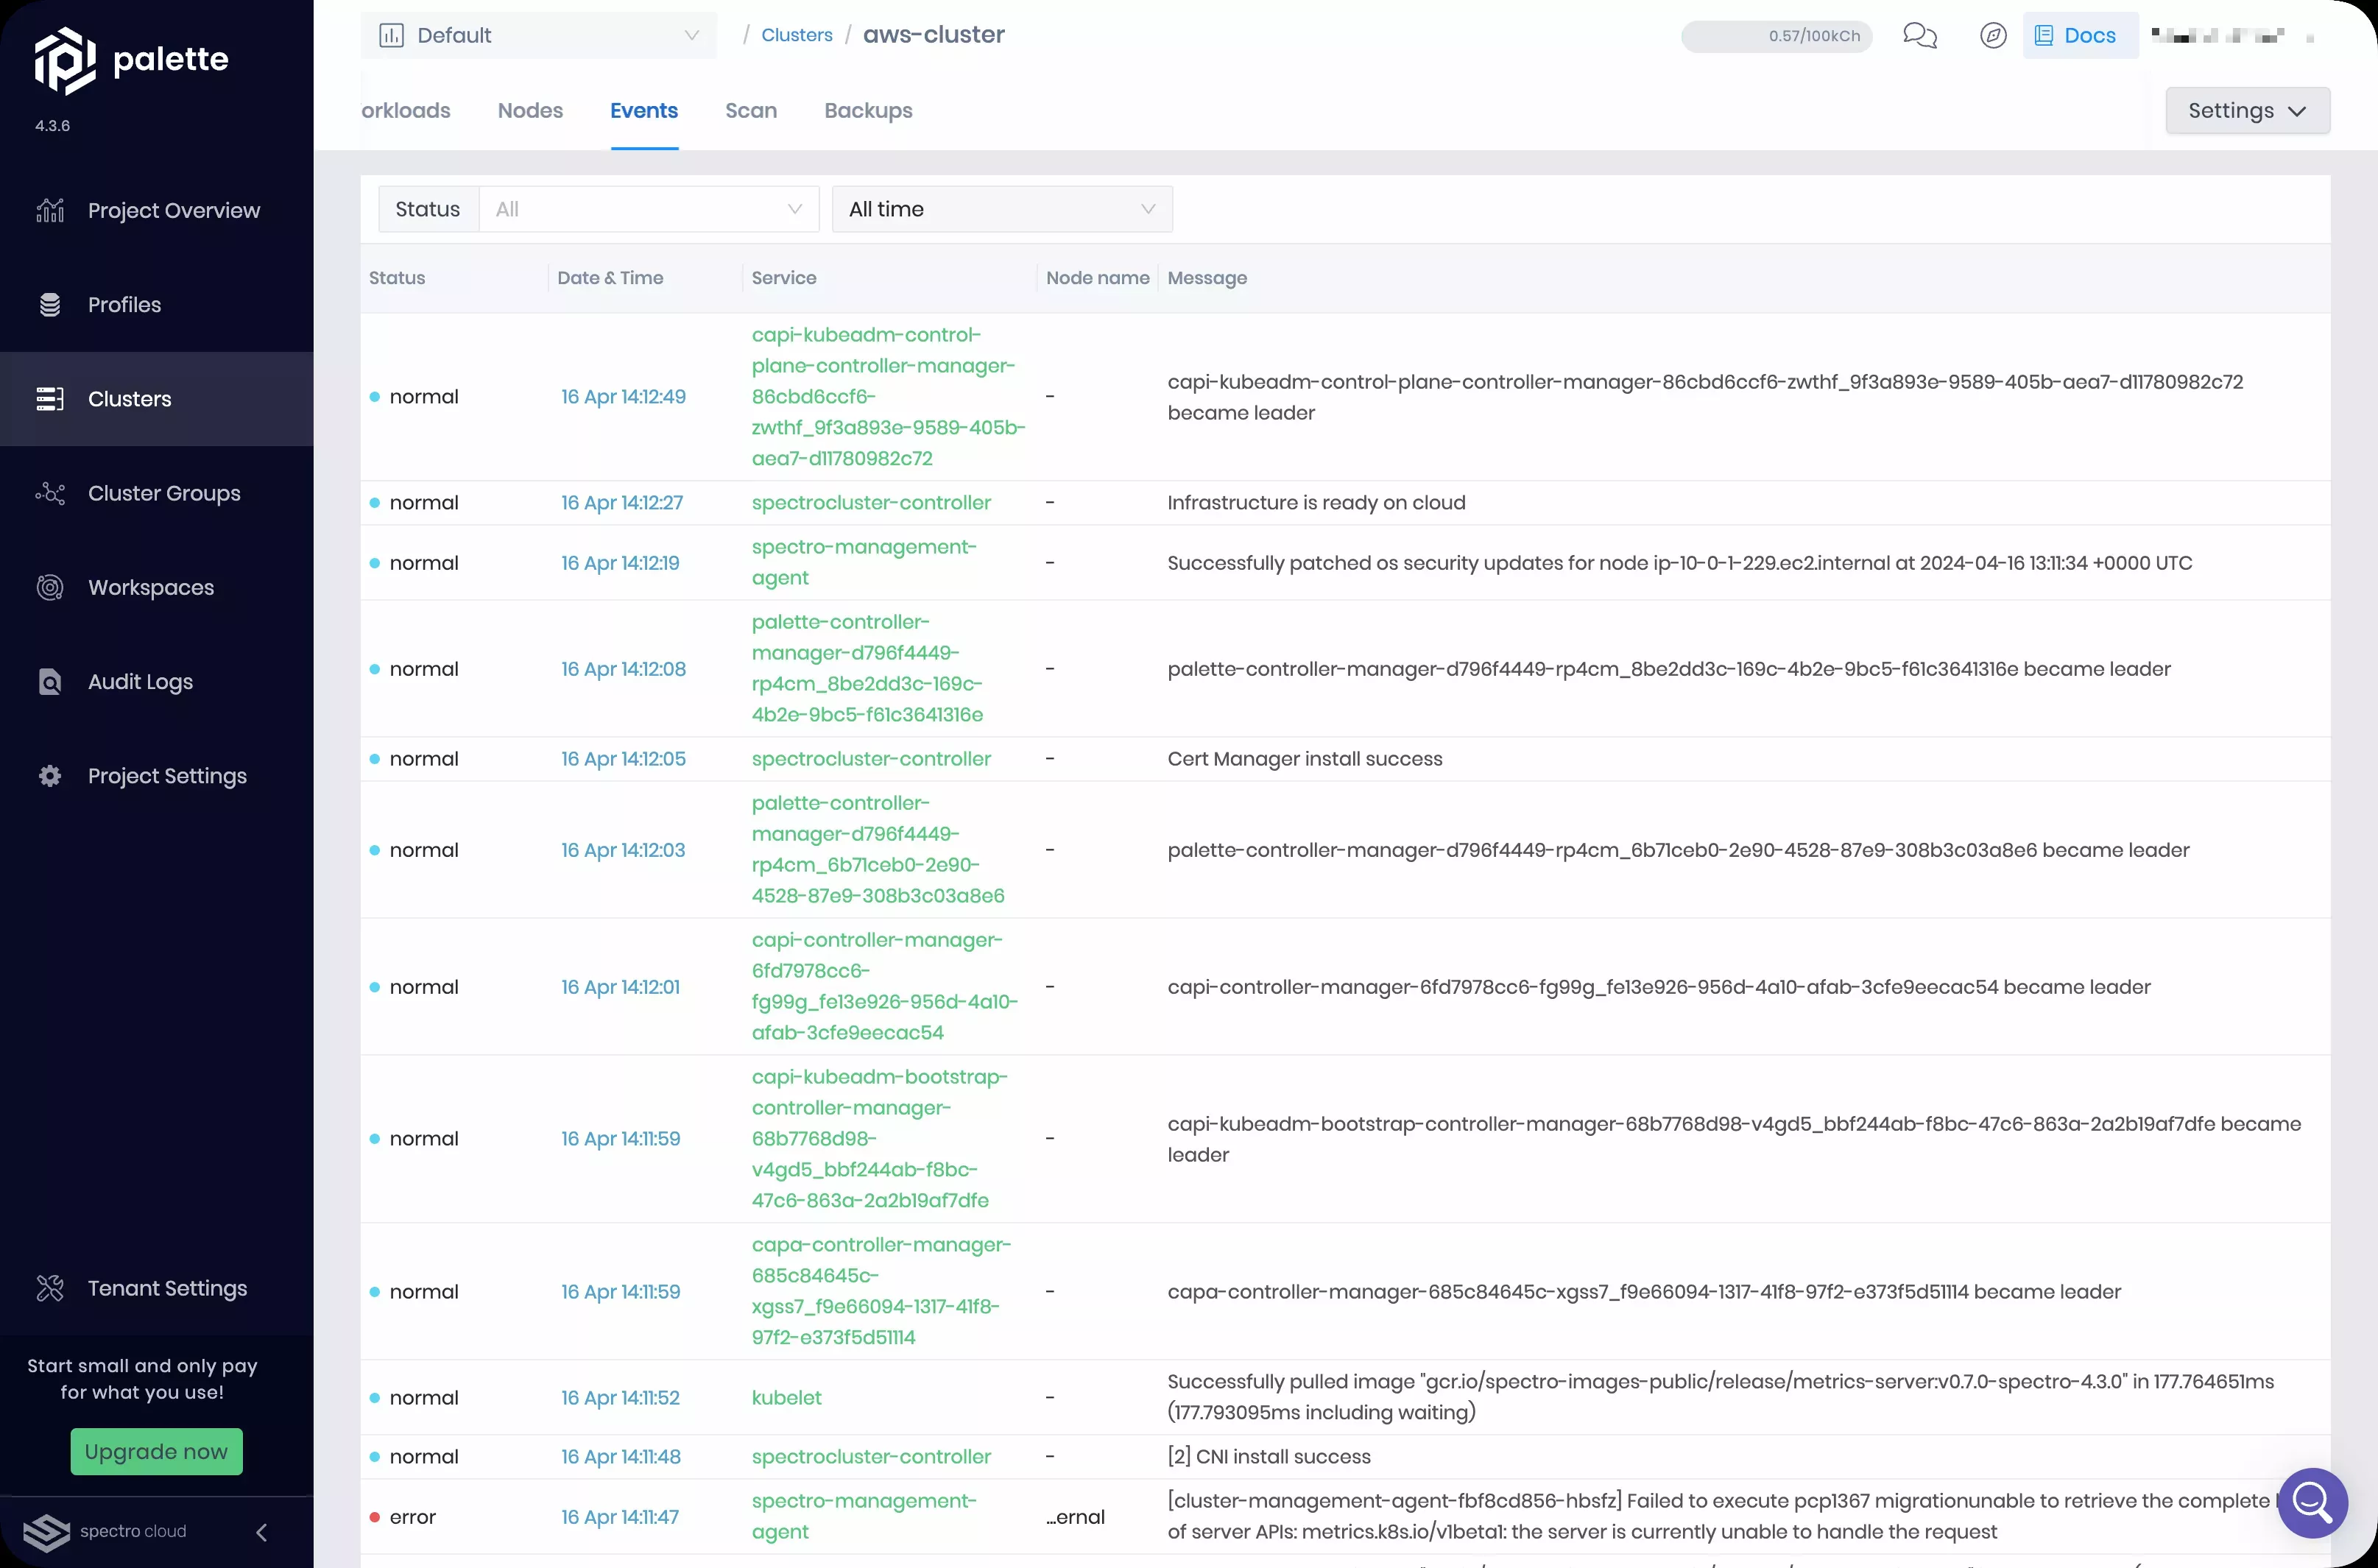 palette
4.3.6
Project Overview
Profiles
Clusters
Cluster Groups
Workspaces
Audit Logs
Project Settings
Tenant Settings
Start small and only pay
for what you use!
Upgrade now
spectro cloud
Default
/ Clusters / aws-cluster
0.57/100kCh
Docs
orkloads Nodes Events Scan Backups
Settings
Status All
All time
Status Date & Time Service Node name Message
capi-kubeadm-control-
plane-controller-manager-
86cbd6ccf6-
zwthf_9f3a893e-9589-405b-
aea7-d11780982c72
normal 16 Apr 14:12:49 -
capi-kubeadm-control-plane-controller-manager-86cbd6ccf6-zwthf_9f3a893e-9589-405b-aea7-d11780982c72
became leader
normal 16 Apr 14:12:27 spectrocluster-controller - Infrastructure is ready on cloud
spectro-management-
agent
normal 16 Apr 14:12:19 - Successfully patched os security updates for node ip-10-0-1-229.ec2.internal at 2024-04-16 13:11:34 +0000 UTC
palette-controller-
manager-d796f4449-
rp4cm_8be2dd3c-169c-
4b2e-9bc5-f61c3641316e
normal 16 Apr 14:12:08 - palette-controller-manager-d796f4449-rp4cm_8be2dd3c-169c-4b2e-9bc5-f61c3641316e became leader
normal 16 Apr 14:12:05 spectrocluster-controller - Cert Manager install success
palette-controller-
manager-d796f4449-
rp4cm_6b71ceb0-2e90-
4528-87e9-308b3c03a8e6
normal 16 Apr 14:12:03 - palette-controller-manager-d796f4449-rp4cm_6b71ceb0-2e90-4528-87e9-308b3c03a8e6 became leader
capi-controller-manager-
6fd7978cc6-
fg99g_fe13e926-956d-4a10-
afab-3cfe9eecac54
normal 16 Apr 14:12:01 - capi-controller-manager-6fd7978cc6-fg99g_fe13e926-956d-4a10-afab-3cfe9eecac54 became leader
capi-kubeadm-bootstrap-
controller-manager-
68b7768d98-
v4gd5_bbf244ab-f8bc-
47c6-863a-2a2b19af7dfe
normal 16 Apr 14:11:59 -
capi-kubeadm-bootstrap-controller-manager-68b7768d98-v4gd5_bbf244ab-f8bc-47c6-863a-2a2b19af7dfe became
leader
capa-controller-manager-
685c84645c-
xgss7_f9e66094-1317-41f8-
97f2-e373f5d51114
normal 16 Apr 14:11:59 - capa-controller-manager-685c84645c-xgss7_f9e66094-1317-41f8-97f2-e373f5d51114 became leader
normal 16 Apr 14:11:52 kubelet -
Successfully pulled image "gcr.io/spectro-images-public/release/metrics-server:v0.7.0-spectro-4.3.0" in 177.764651ms
(177.793095ms including waiting)
normal 16 Apr 14:11:48 spectrocluster-controller - [2] CNI install success
spectro-management-
agent
error 16 Apr 14:11:47 ...ernal
[cluster-management-agent-fbf8cd856-hbsfz] Failed to execute pcp1367 migrationunable to retrieve the complete
of server APIs: metrics.k8s.io/v1beta1: the server is currently unable to handle the request